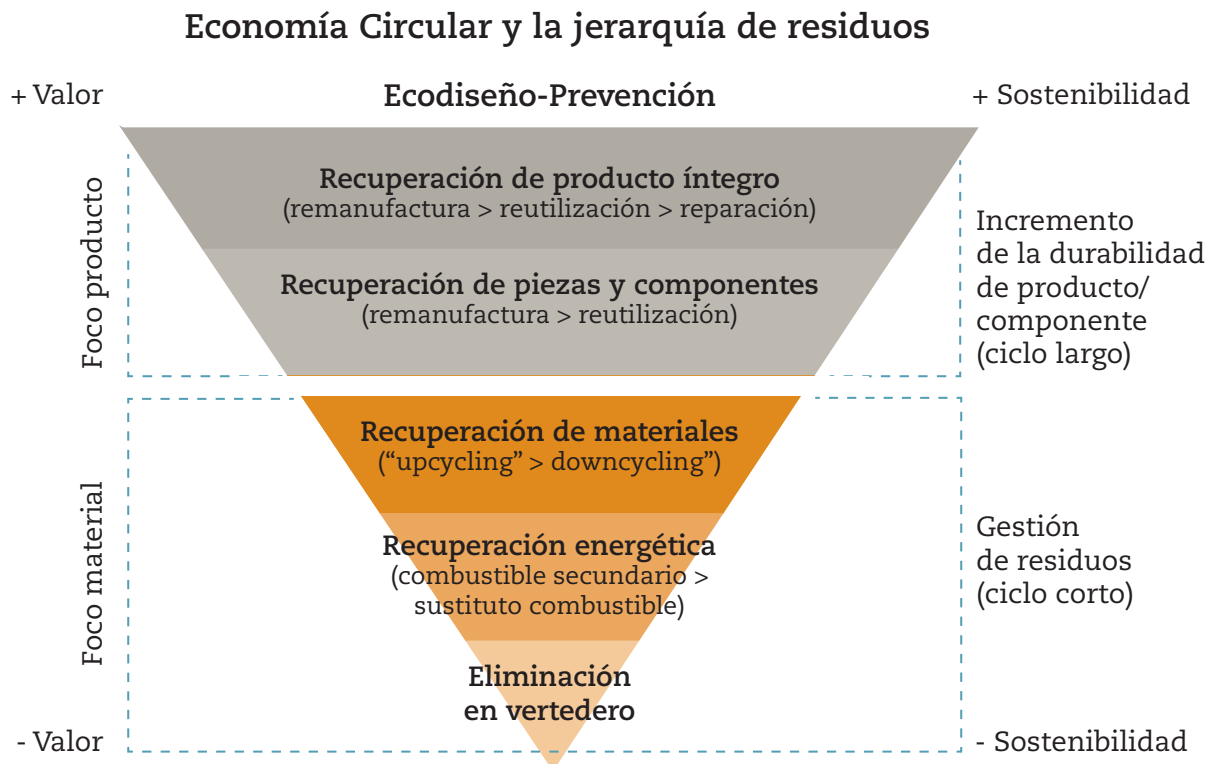 Economía Circular y la jerarquía de residuos
+ Valor
Ecodiseño-Prevención
+ Sostenibilidad
Foco producto
Recuperación de producto íntegro
(remanufactura > reutilización > reparación)
Recuperación de piezas y componentes
(remanufactura > reutilización)
Incremento
de la durabilidad
de producto/
componente
(ciclo largo)
Foco material
Recuperación de materiales
(“upcycling” > downcycling”)
Recuperación energética
(combustible secundario >
sustituto combustible)
Eliminación
en vertedero
Gestión
de residuos
(ciclo corto)
- Valor
- Sostenibilidad